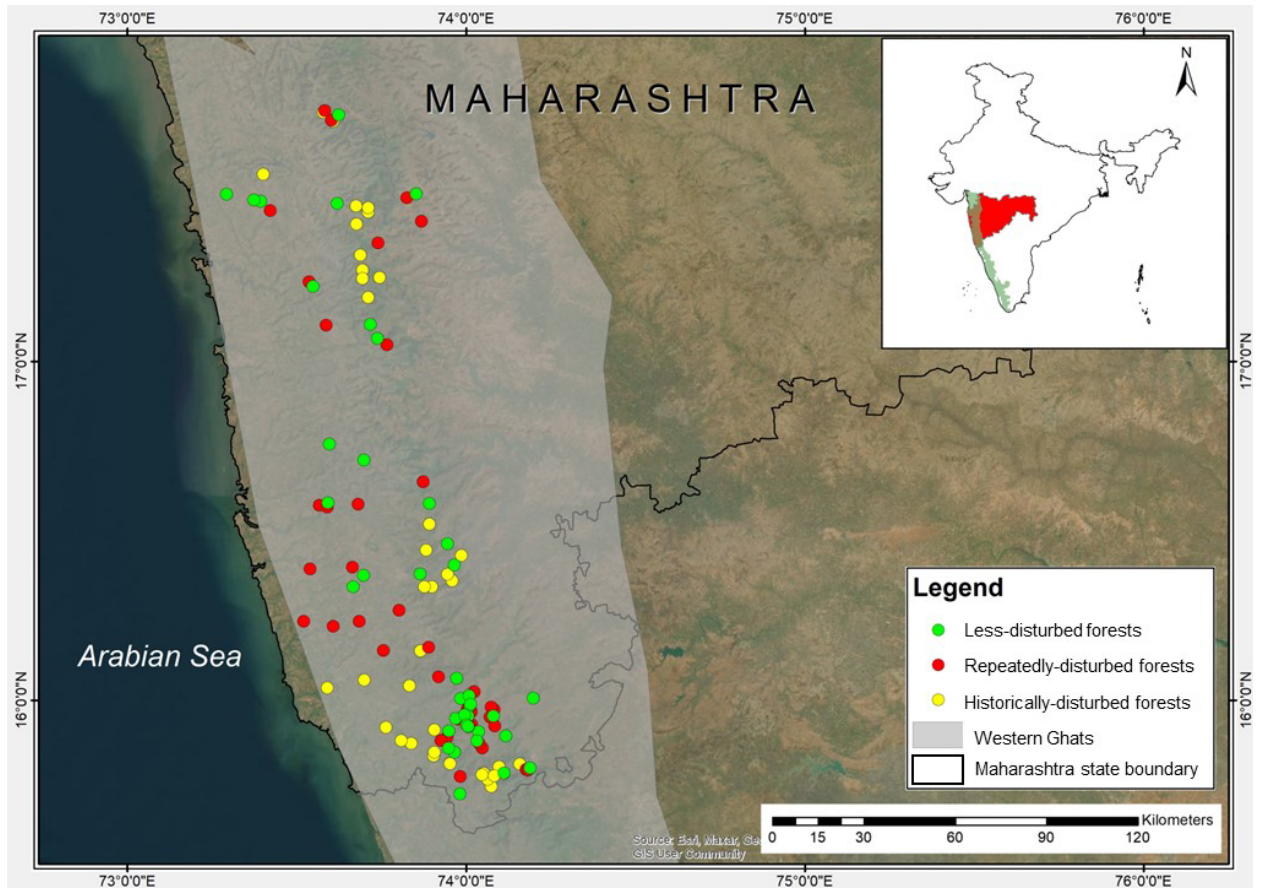 73°0'0"E 74°0'0"E 75°0'0"E 76°0'0"E
MAHARASHTRA
N
17°0'0"N
17°0'0"N
Arabian Sea
16°0'0"N
16°0'0"N
Legend
Less-disturbed forests
Repeatedly-disturbed forests
Historically-disturbed forests
Western Ghats
Maharashtra state boundary
Kilometers
0 15 30 60 90 120
Source: Esri, Maxar,
GIS User Community
73°0'0"E 74°0'0"E 75°0'0"E 76°0'0"E